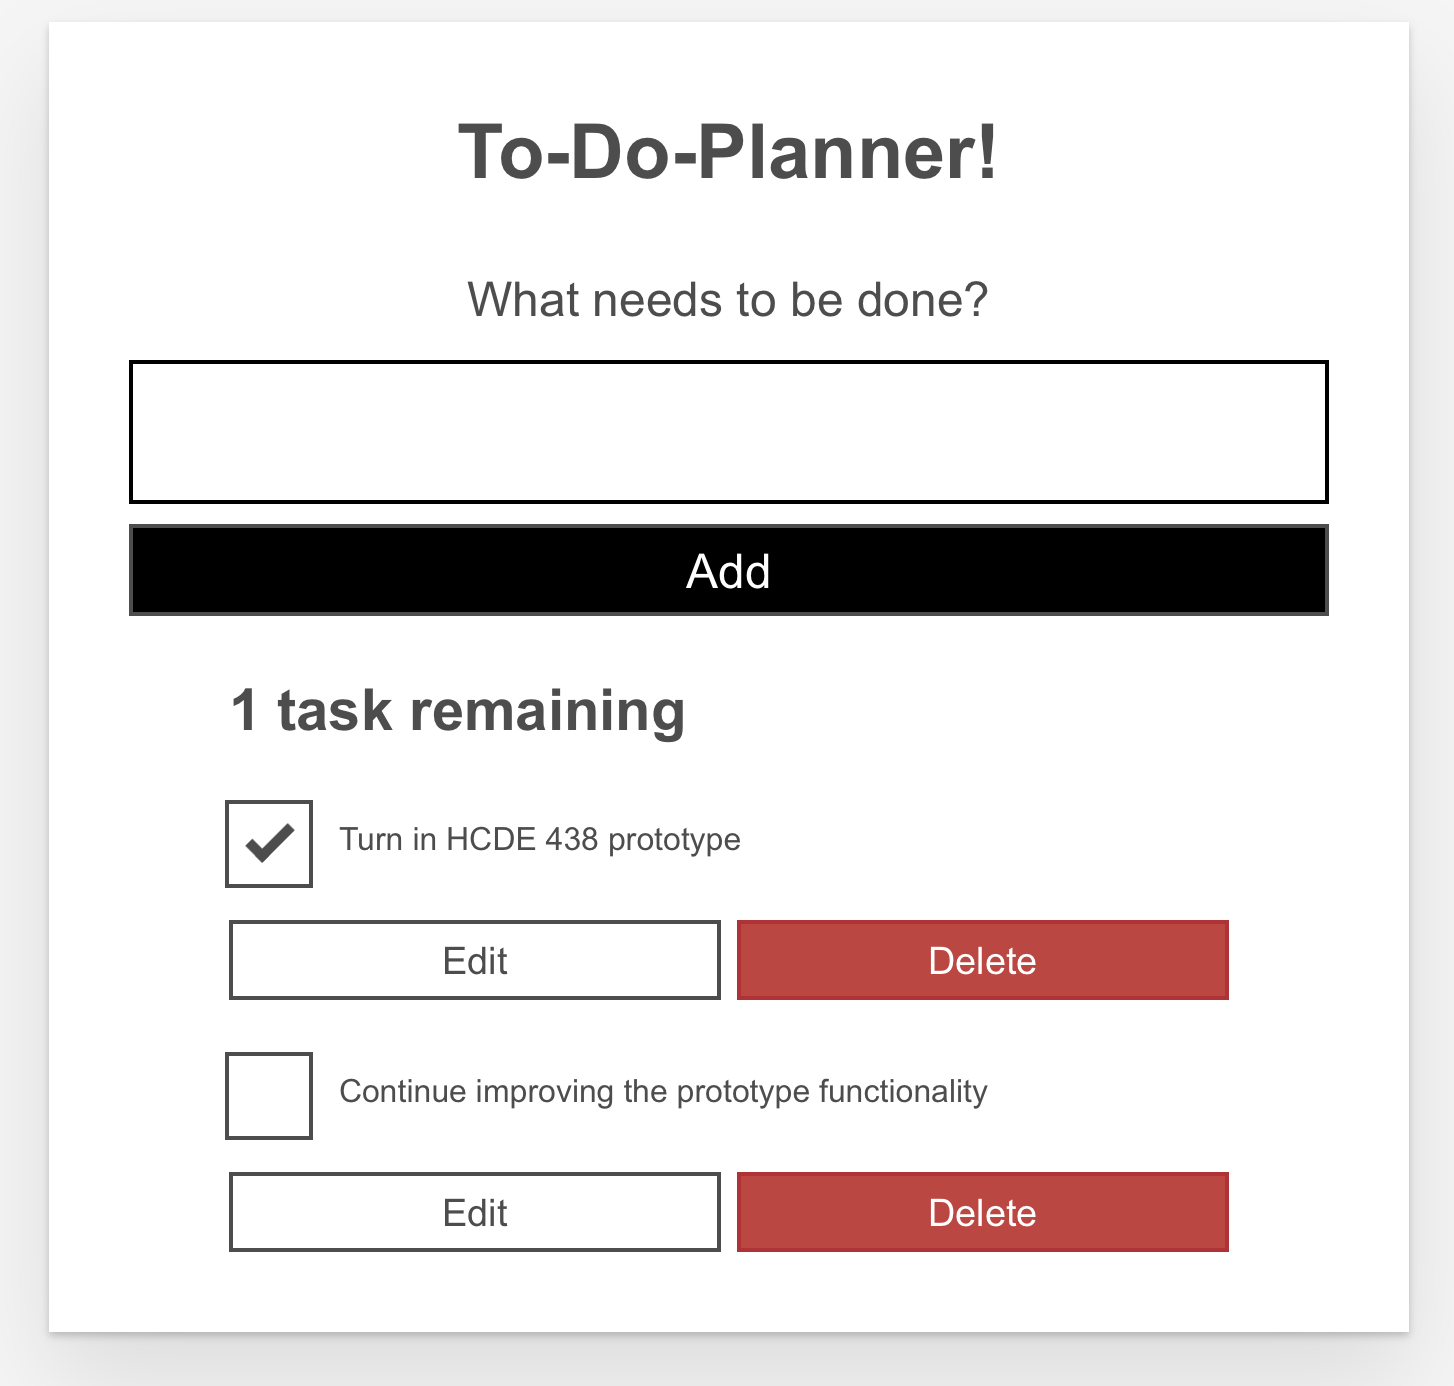 To-Do-Planner!
What needs to be done?
Add
1 task remaining
Turn in HCDE 438 prototype
Edit Delete
Continue improving the prototype functionality
Edit Delete